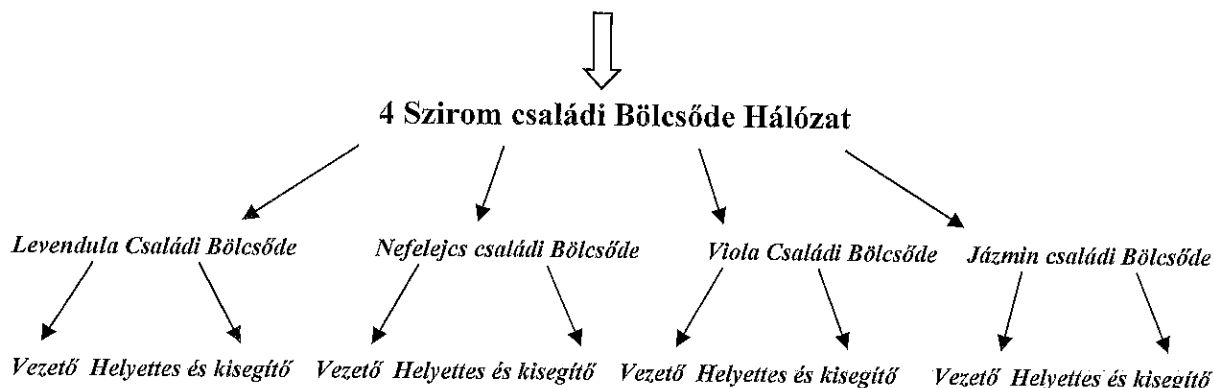 4 Szirom családi Bölcsőde Hálózat
Levendula Családi Bölcsőde Nefelejcs családi Bölcsőde Viola Családi Bölcsőde Jázmin családi Bölcsőde
Vezető Helyettes és kisegítő Vezető Helyettes és kisegítő Vezető Helyettes és kisegítő Vezető Helyettes és kisegítő